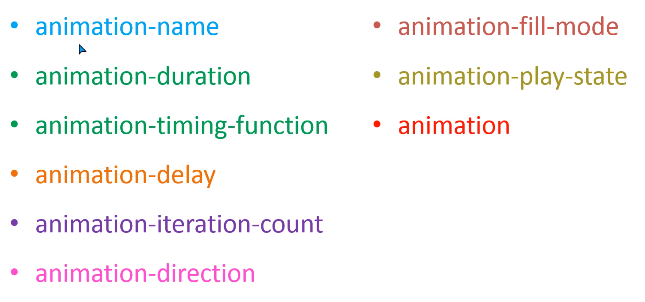 • animation-name
• animation-duration
• animation-timing-function
• animation-delay
• animation-iteration-count
• animation-direction
• animation-fill-mode
• animation-play-state
• animation